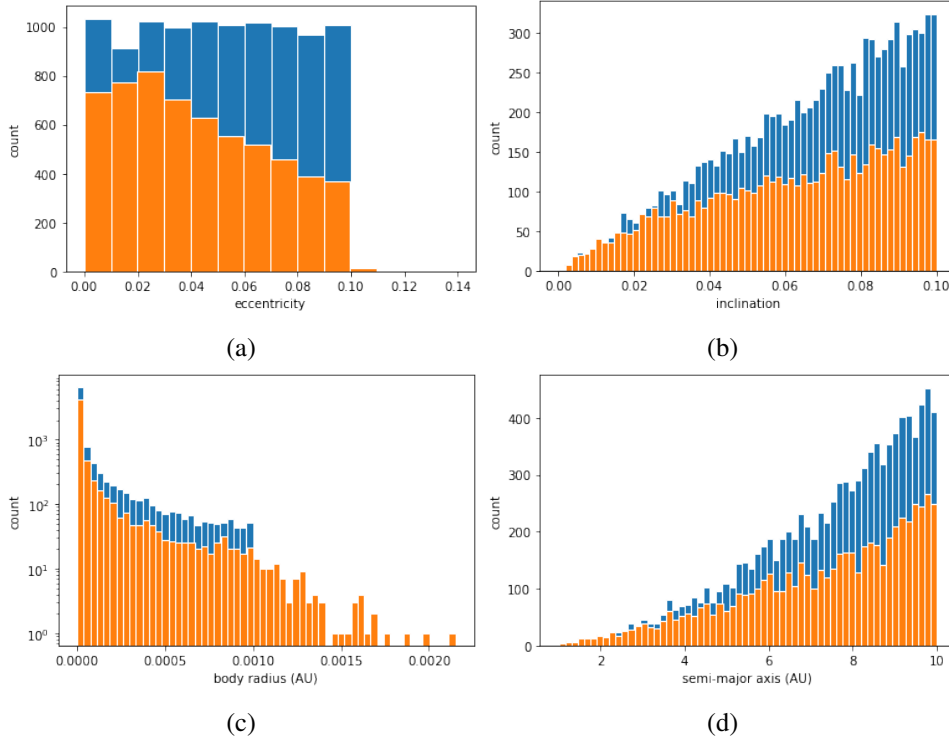 1000
800
600
400
200
0
count
0.00 0.02 0.04 0.06 0.08 0.10 0.12 0.14
eccentricity
(a)
300
250
200
150
100
50
0
count
0.00 0.02 0.04 0.06 0.08 0.10
inclination
(b)
10³
10²
10¹
10⁰
count
0.0000 0.0005 0.0010 0.0015 0.0020
body radius (AU)
(c)
400
300
200
100
0
count
2 4 6 8 10
semi-major axis (AU)
(d)